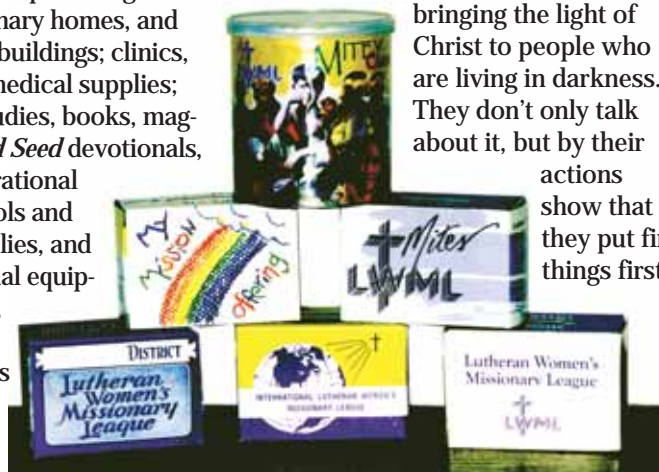 nary homes, and
buildings; clinics,
medical supplies;
udies, books, mag-
d Seed devotionals,
rational
ols and
lies, and
al equip-
s
LWML
MITEY
MY
MISSION
OFFERING
Mites
LWML
DISTRICT
Lutheran
Women's
Missionary
League
INTERNATIONAL LUTHERAN WOMEN'S
MISSIONARY LEAGUE
Lutheran Women's
Missionary League
LWML
bringing the light of
Christ to people who
are living in darkness.
They don't only talk
about it, but by their
actions
show that
they put fir
things first